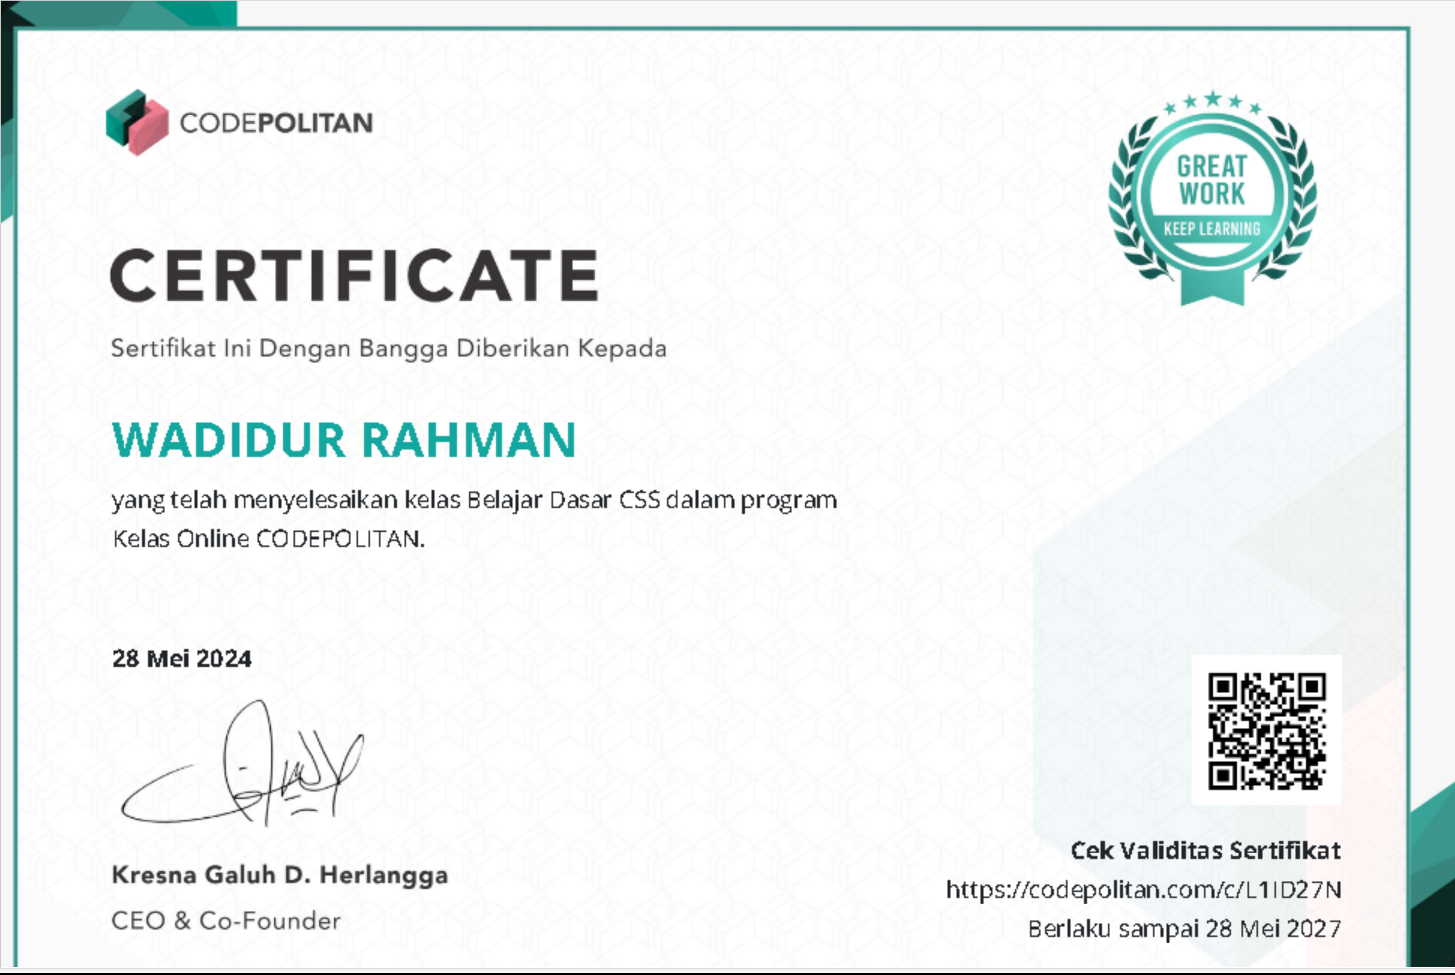 CODEPOLITAN
GREAT
WORK
KEEP LEARNING
CERTIFICATE
Sertifikat Ini Dengan Bangga Diberikan Kepada
WADIDUR RAHMAN
yang telah menyelesaikan kelas Belajar Dasar CSS dalam program
Kelas Online CODEPOLITAN.
28 Mei 2024
Kresna Galuh D. Herlangga
CEO & Co-Founder
Cek Validitas Sertifikat
https://codepolitan.com/c/L1ID27N
Berlaku sampai 28 Mei 2027